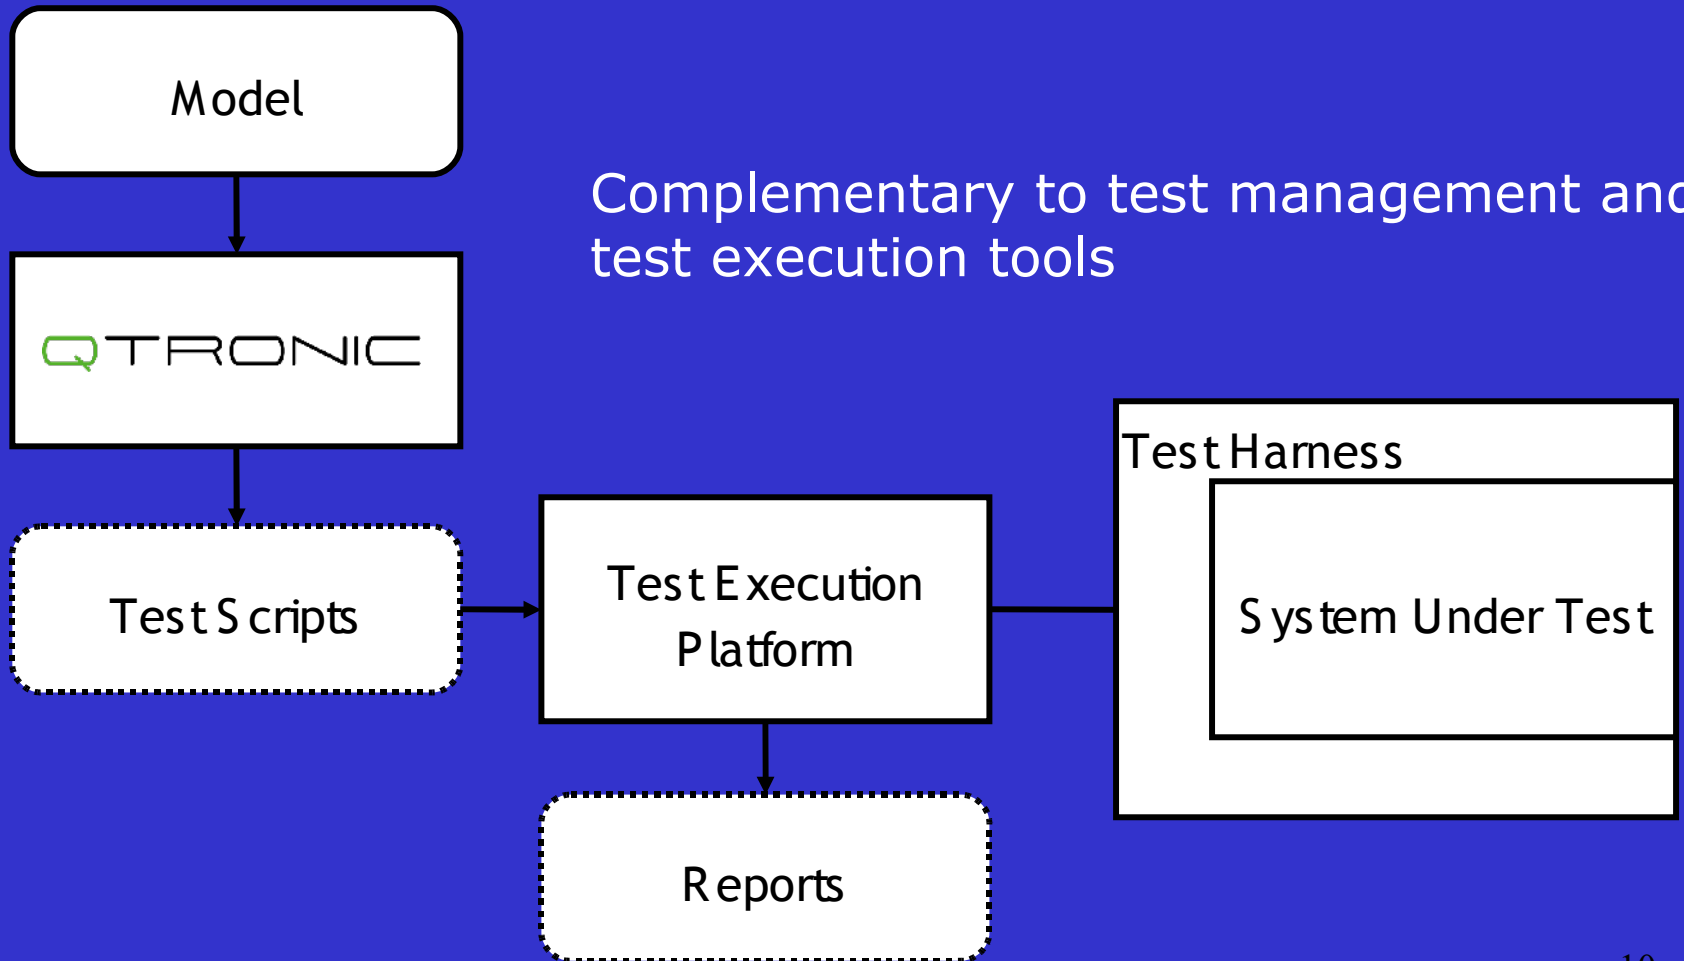 Model
Complementary to test management and
test execution tools
QTRONIC
Test Harness
Test Scripts
Test Execution
Platform
System Under Test
Reports